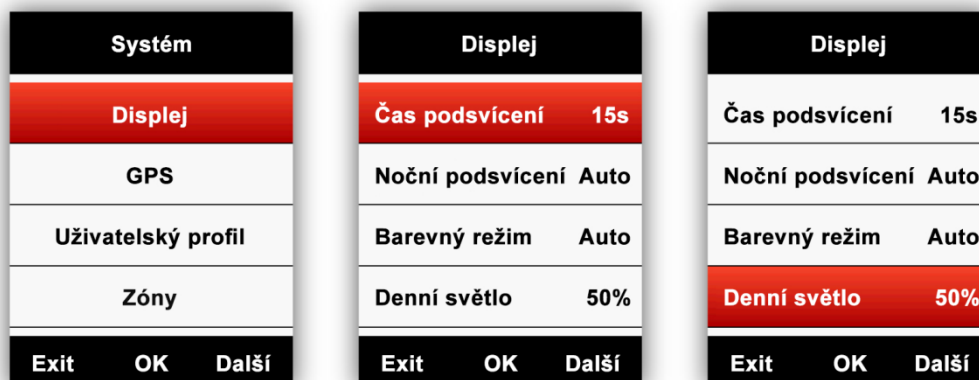 Systém
Displej
GPS
Uživatelský profil
Zóny
Exit OK Další
Displej
Čas podsvícení 15s
Noční podsvícení Auto
Barevný režim Auto
Denní světlo 50%
Exit OK Další
Displej
Čas podsvícení 15s
Noční podsvícení Auto
Barevný režim Auto
Denní světlo 50%
Exit OK Další